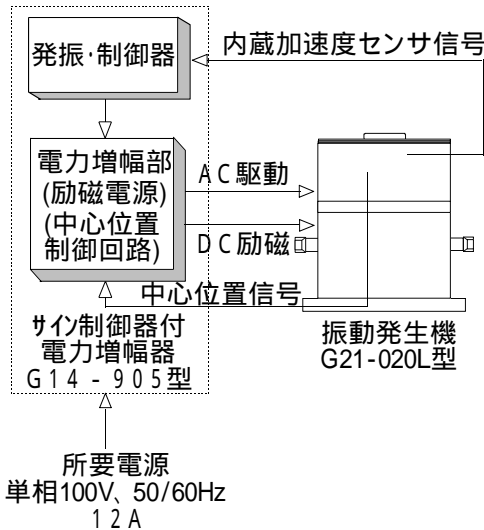 発振･制御器
内蔵加速度センサ信号
電力増幅部
(励磁電源)
(中心位置
制御回路)
AC駆動
DC励磁
中心位置信号
ｻｲﾝ制御器付
電力増幅器
G14-905型
振動発生機
G21-020L型
所要電源
単相100V、50/60Hz
12A